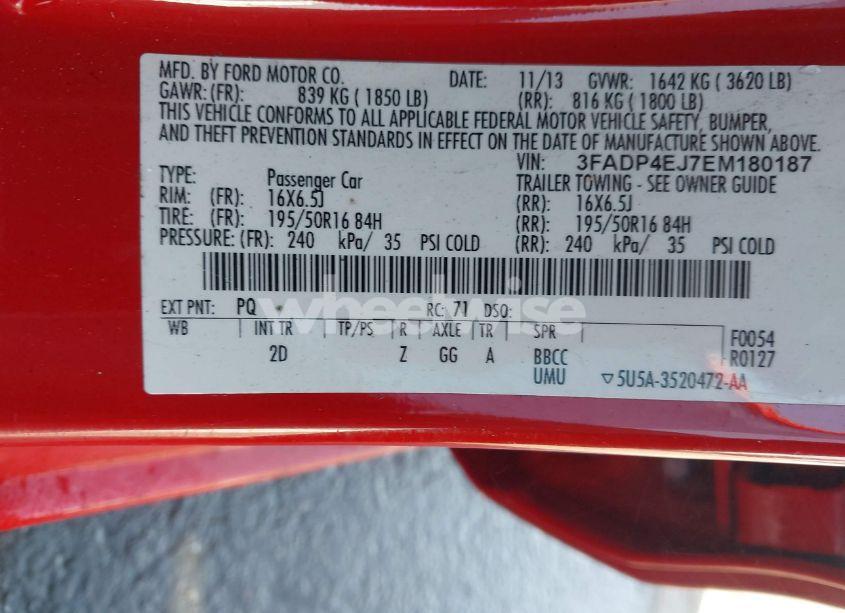 MFD. BY FORD MOTOR CO. DATE: 11/13 GVWR: 1642 KG ( 3620 LB)
GAWR: (FR): 839 KG ( 1850 LB) (RR): 816 KG ( 1800 LB)
THIS VEHICLE CONFORMS TO ALL APPLICABLE FEDERAL MOTOR VEHICLE SAFETY, BUMPER,
AND THEFT PREVENTION STANDARDS IN EFFECT ON THE DATE OF MANUFACTURE SHOWN ABOVE.
VIN: 3FADP4EJ7EM180187
TYPE: Passenger Car TRAILER TOWING - SEE OWNER GUIDE
RIM: (FR): 16X6.5J (RR): 16X6.5J
TIRE: (FR): 195/50R16 84H (RR): 195/50R16 84H
PRESSURE: (FR): 240 kPa/ 35 PSI COLD (RR): 240 kPa/ 35 PSI COLD
wheelwise
EXT PNT: PQ RC: 71 DSO:
WB INT TR TP/PS R AXLE TR SPR F0054
2D Z GG A BBCC R0127
UMU ▽5U5A-3520472-AA